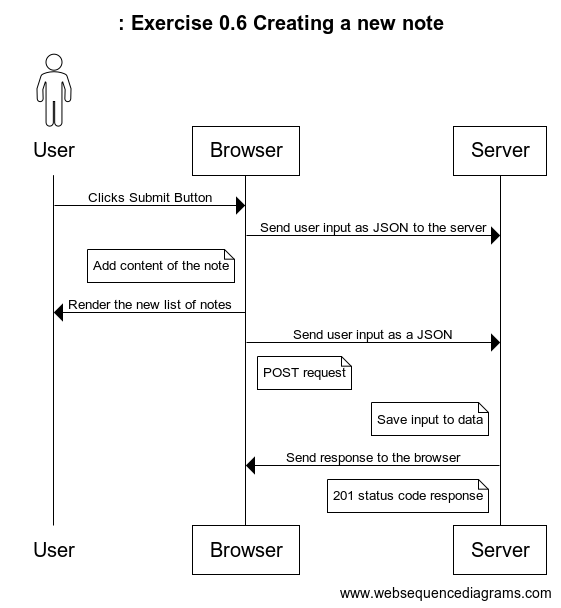 : Exercise 0.6 Creating a new note
User
Browser
Server
Clicks Submit Button
Send user input as JSON to the server
Add content of the note
Render the new list of notes
Send user input as a JSON
POST request
Save input to data
Send response to the browser
201 status code response
User
Browser
Server
www.websequencediagrams.com